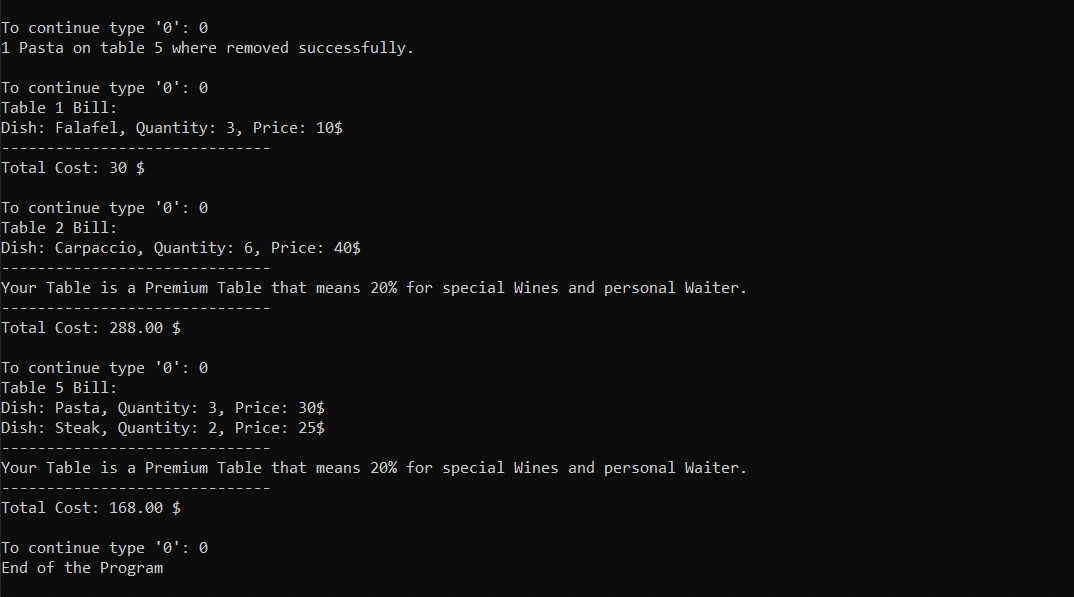 To continue type '0': 0
1 Pasta on table 5 where removed successfully.
To continue type '0': 0
Table 1 Bill:
Dish: Falafel, Quantity: 3, Price: 10$
------------------------------
Total Cost: 30 $
To continue type '0': 0
Table 2 Bill:
Dish: Carpaccio, Quantity: 6, Price: 40$
------------------------------
Your Table is a Premium Table that means 20% for special Wines and personal Waiter.
------------------------------
Total Cost: 288.00 $
To continue type '0': 0
Table 5 Bill:
Dish: Pasta, Quantity: 3, Price: 30$
Dish: Steak, Quantity: 2, Price: 25$
------------------------------
Your Table is a Premium Table that means 20% for special Wines and personal Waiter.
------------------------------
Total Cost: 168.00 $
To continue type '0': 0
End of the Program